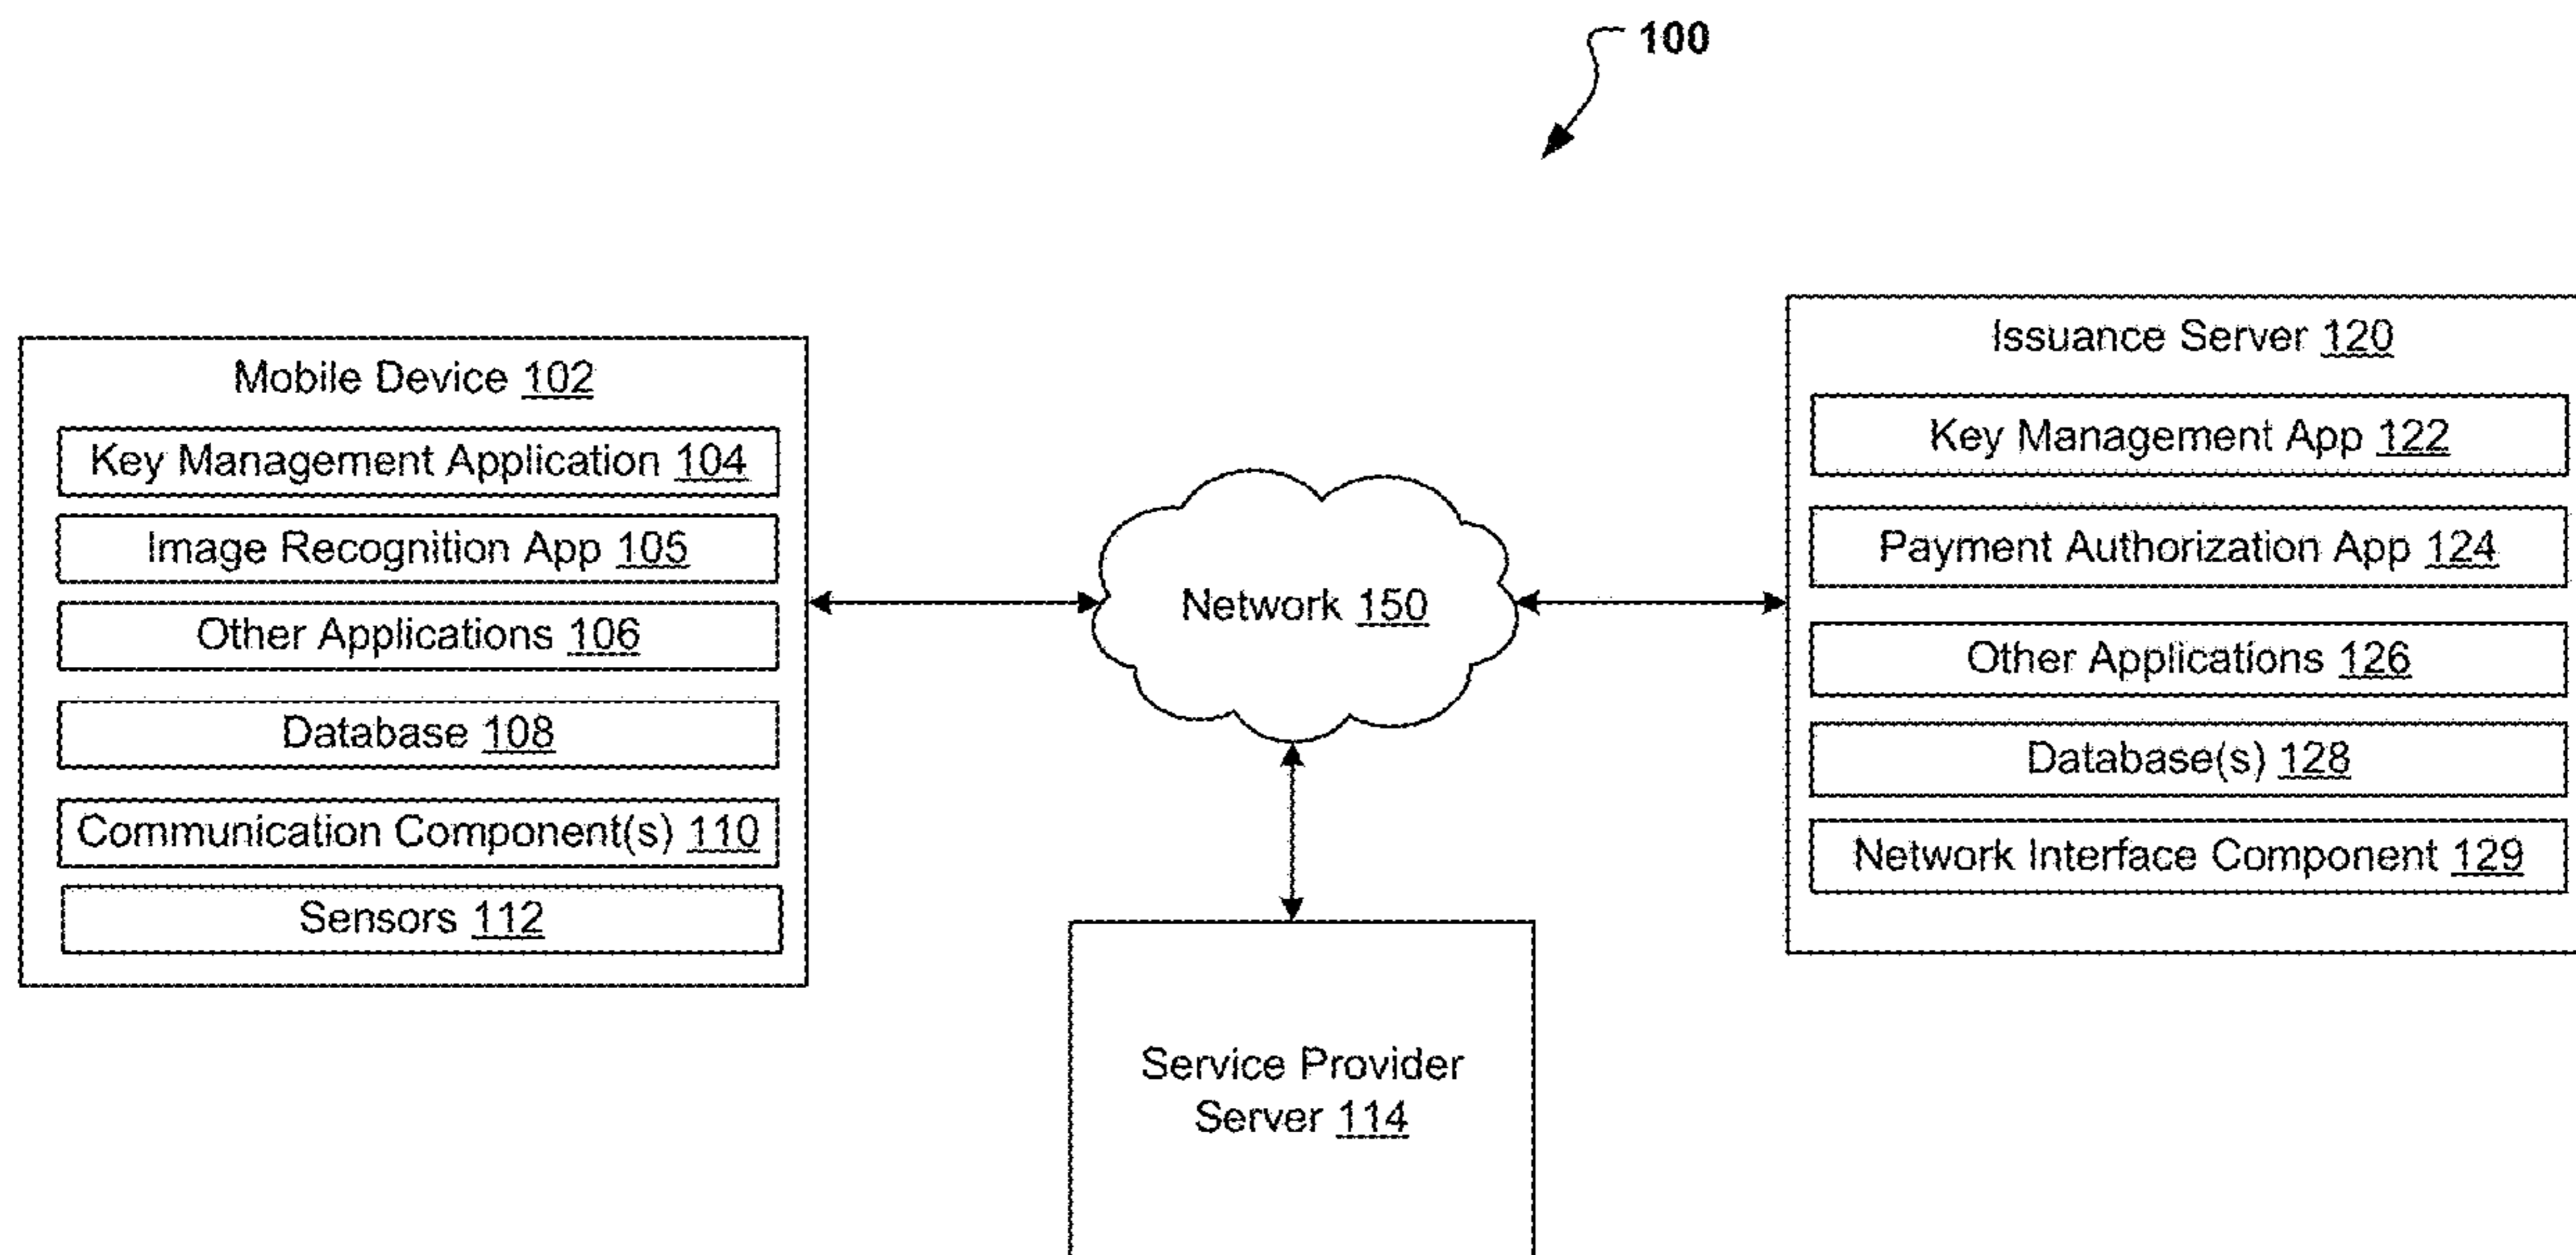 100
Mobile Device 102
Key Management Application 104
Image Recognition App 105
Other Applications 106
Database 108
Communication Component(s) 110
Sensors 112
Network 150
Service Provider
Server 114
Issuance Server 120
Key Management App 122
Payment Authorization App 124
Other Applications 126
Database(s) 128
Network Interface Component 129